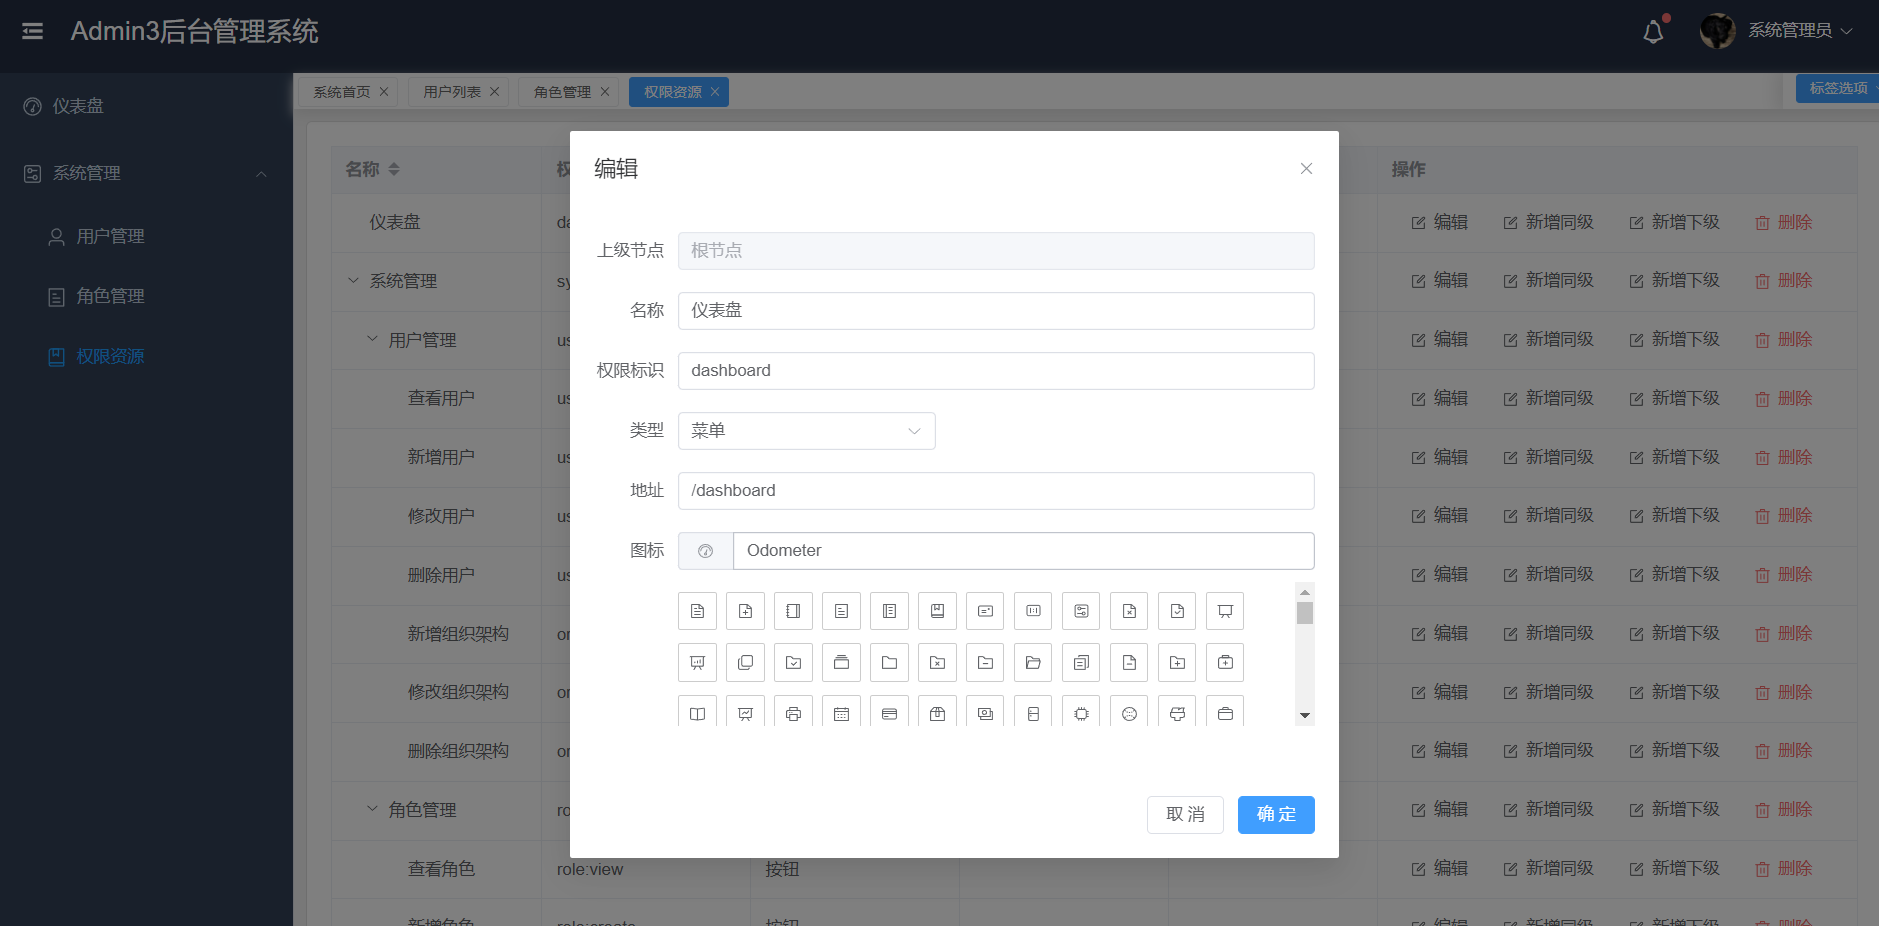 Admin3后台管理系统
系统管理员
仪表盘
系统管理
用户管理
角色管理
权限资源
系统首页
用户列表
角色管理
权限资源
标签选项
名称
权
操作
仪表盘
编辑 新增同级 新增下级 删除
系统管理
sy
编辑 新增同级 新增下级 删除
用户管理
us
编辑 新增同级 新增下级 删除
查看用户
us
编辑 新增同级 新增下级 删除
新增用户
us
编辑 新增同级 新增下级 删除
修改用户
us
编辑 新增同级 新增下级 删除
删除用户
us
编辑 新增同级 新增下级 删除
新增组织架构
or
编辑 新增同级 新增下级 删除
修改组织架构
or
编辑 新增同级 新增下级 删除
删除组织架构
or
编辑 新增同级 新增下级 删除
角色管理
ro
编辑 新增同级 新增下级 删除
查看角色 role:view 按钮
编辑 新增同级 新增下级 删除
新增角色 role:create 按钮
编辑 新增同级 新增下级 删除
编辑
上级节点 根节点
名称 仪表盘
权限标识 dashboard
类型 菜单
地址 /dashboard
图标 Odometer
取 消
确 定